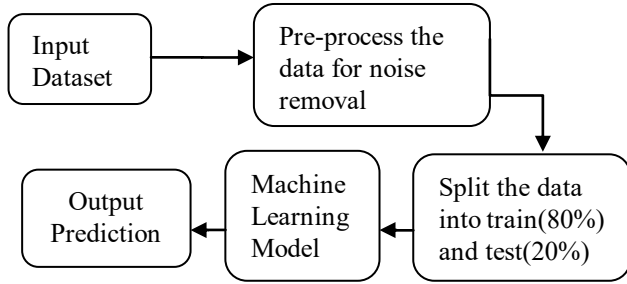 Input
Dataset
Pre-process the
data for noise
removal
Split the data
into train(80%)
and test(20%)
Machine
Learning
Model
Output
Prediction